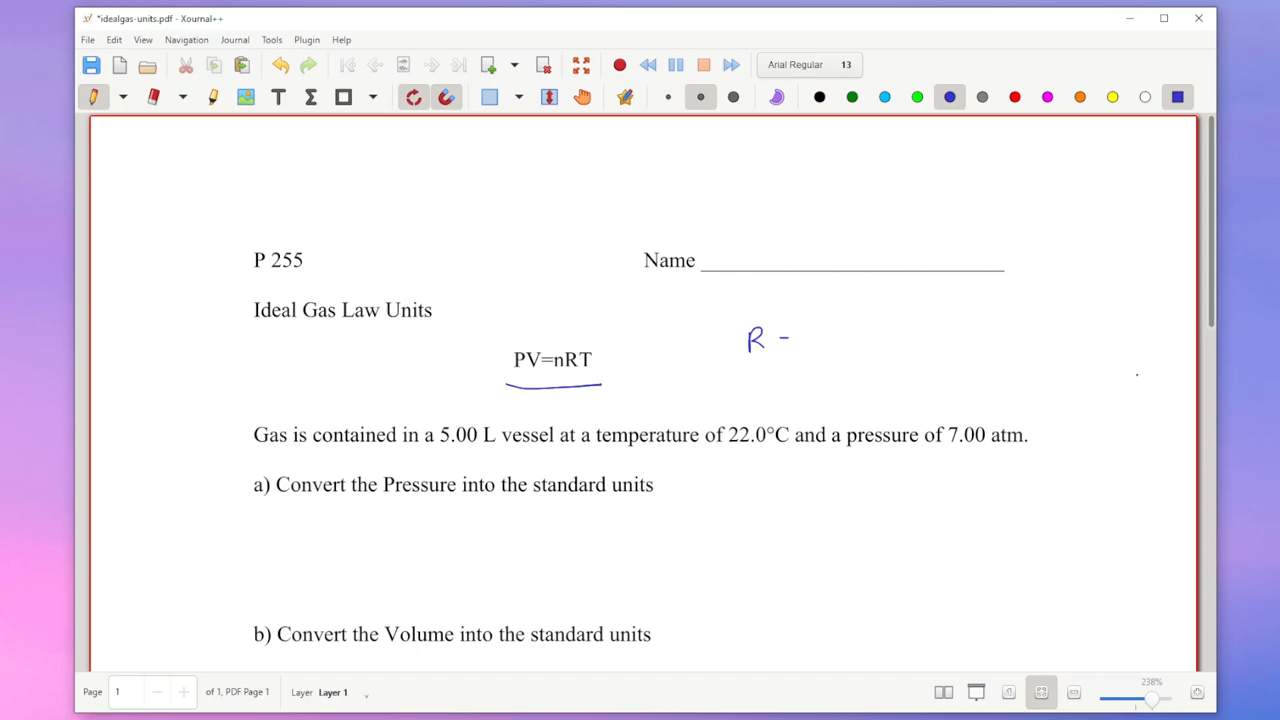 *idealgas-units.pdf - Xournal++
File Edit View Navigation Journal Tools Plugin Help
Arial Regular 13
P 255 Name ____________________________
Ideal Gas Law Units
R -
PV=nRT
Gas is contained in a 5.00 L vessel at a temperature of 22.0°C and a pressure of 7.00 atm.
a) Convert the Pressure into the standard units
b) Convert the Volume into the standard units
Page 1 of 1, PDF Page 1 Layer Layer 1 238%